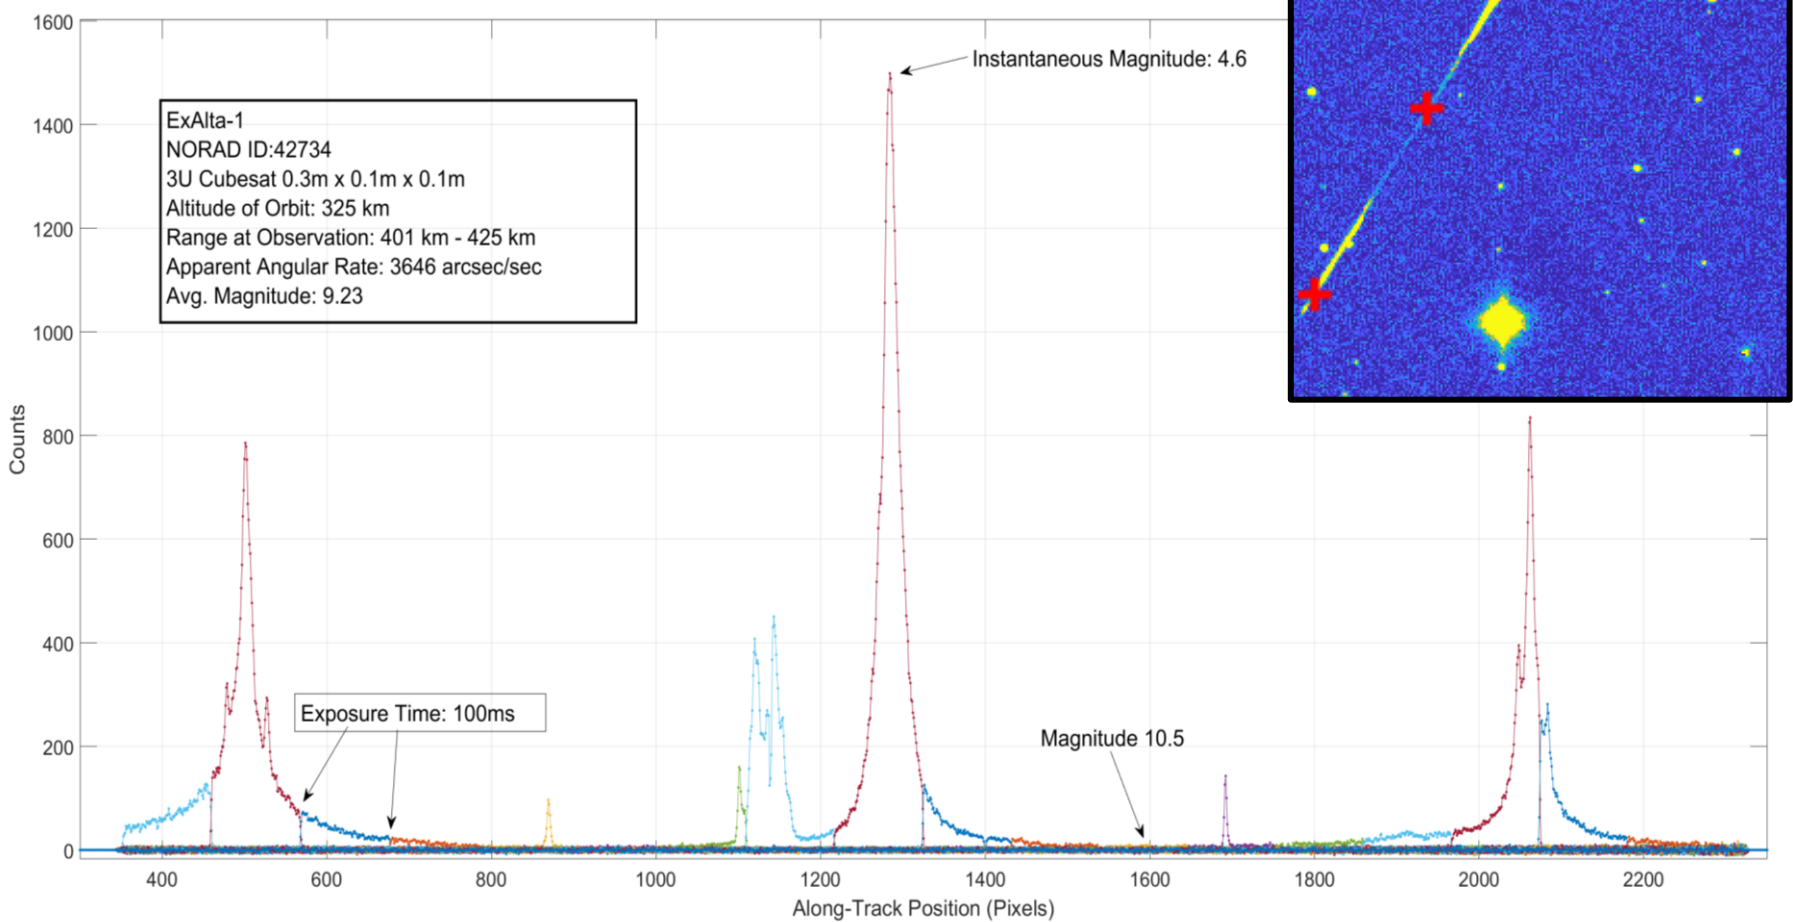 1600
1400
1200
1000
800
600
400
200
0
Counts
ExAlta-1
NORAD ID:42734
3U Cubesat 0.3m x 0.1m x 0.1m
Altitude of Orbit: 325 km
Range at Observation: 401 km - 425 km
Apparent Angular Rate: 3646 arcsec/sec
Avg. Magnitude: 9.23
Instantaneous Magnitude: 4.6
Exposure Time: 100ms
Magnitude 10.5
400 600 800 1000 1200 1400 1600 1800 2000 2200
Along-Track Position (Pixels)